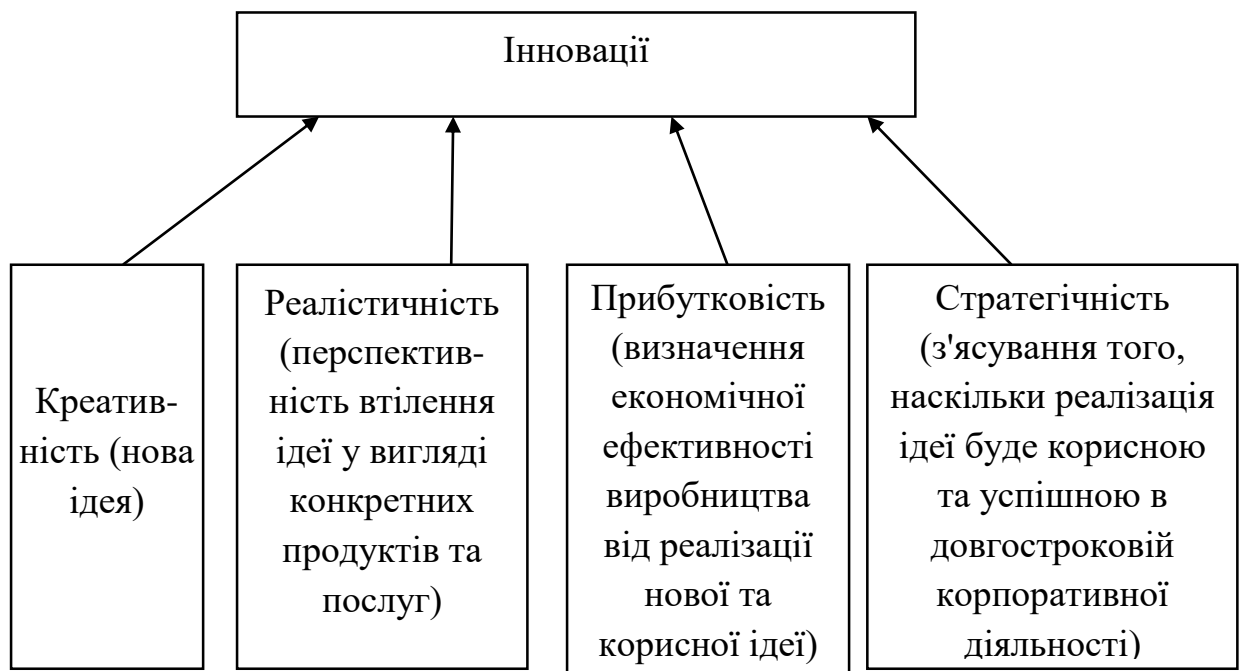 Інновації
Креатив-
ність (нова
ідея)
Реалістичність
(перспектив-
ність втілення
ідеї у вигляді
конкретних
продуктів та
послуг)
Прибутковість
(визначення
економічної
ефективності
виробництва
від реалізації
нової та
корисної ідеї)
Стратегічність
(з'ясування того,
наскільки реалізація
ідеї буде корисною
та успішною в
довгостроковій
корпоративної
діяльності)